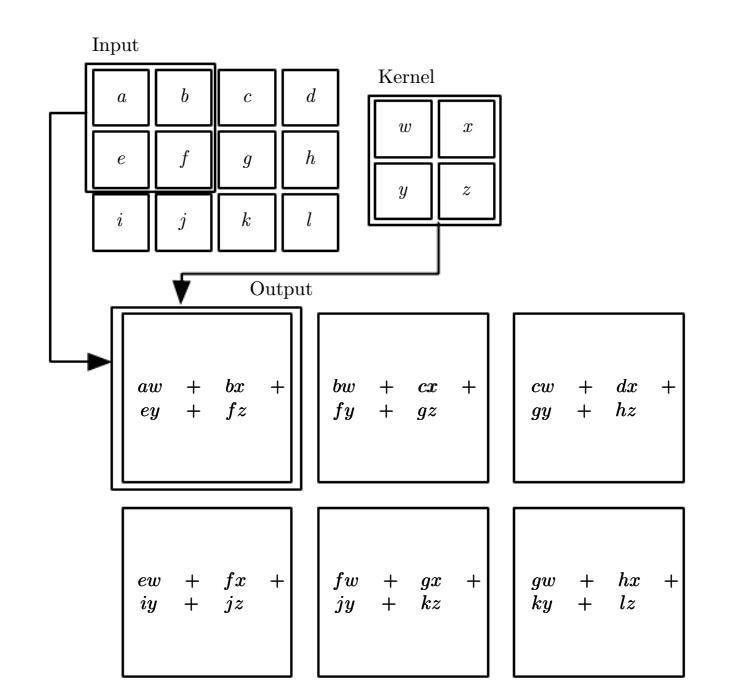 Input
Kernel
a b c d
w x
e f g h
y z
i j k l
Output
aw + bx +
ey + fz
bw + cx +
fy + gz
cw + dx +
gy + hz
ew + fx +
iy + jz
fw + gx +
jy + kz
gw + hx +
ky + lz